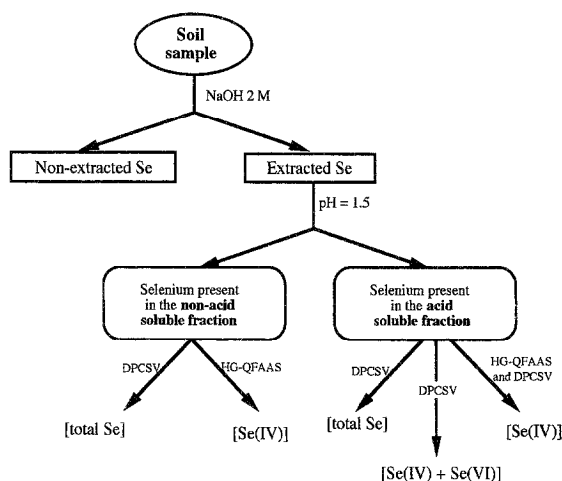 Soil
sample
NaOH 2 M
Non-extracted Se
Extracted Se
pH = 1.5
Selenium present
in the non-acid
soluble fraction
Selenium present
in the acid
soluble fraction
DPCSV
HG-QFAAS
DPCSV
DPCSV
HG-QFAAS
and DPCSV
[total Se]
[Se(IV)]
[total Se]
[Se(IV)]
[Se(IV) + Se(VI)]